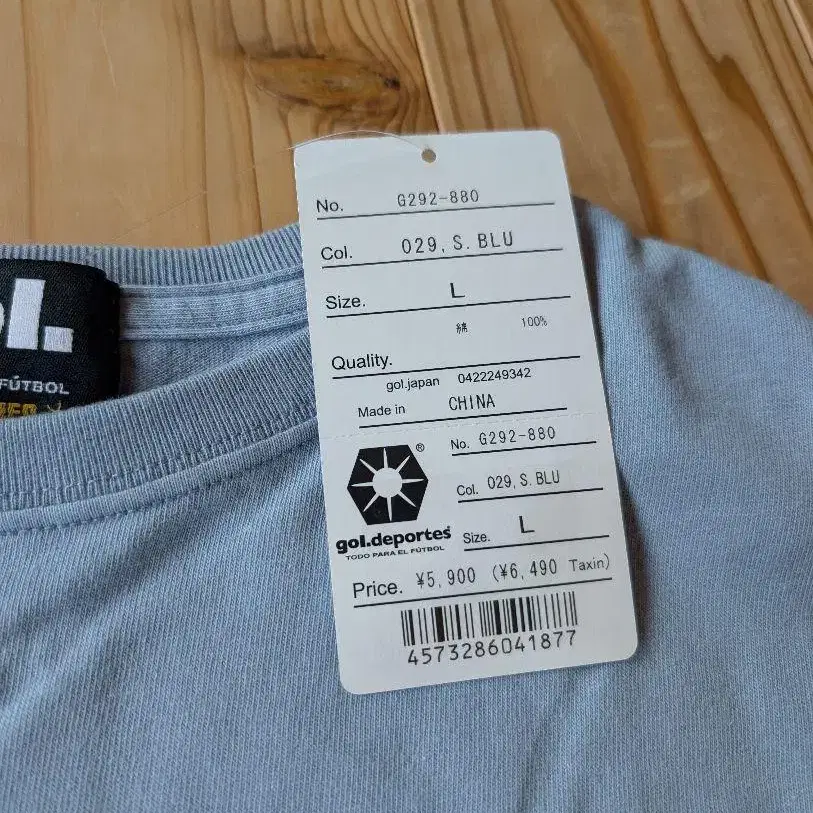 No. G292-880
Col. 029, S. BLU
Size. L
綿 100%
Quality.
gol.japan 0422249342
Made in CHINA
No. G292-880
®
Col. 029, S. BLU
gol.deportes®
TODO PARA EL FÚTBOL
Size. L
Price. ¥5,900 (¥6,490 Taxin)
4573286041877
ol.
FÚTBOL